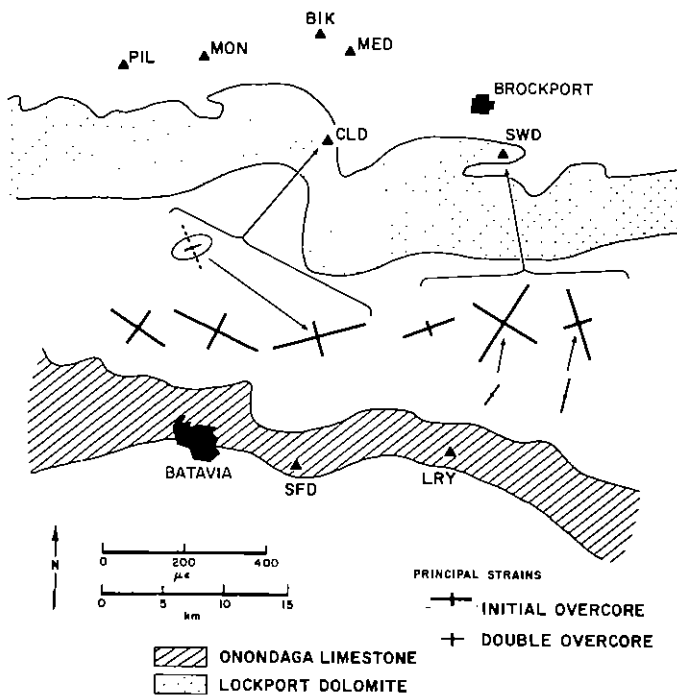 BIK
PIL
MON
MED
BROCKPORT
CLD
SWD
BATAVIA
SFD
LRY
N
0 200 400
με
0 5 10 15
km
PRINCIPAL STRAINS
INITIAL OVERCORE
DOUBLE OVERCORE
ONONDAGA LIMESTONE
LOCKPORT DOLOMITE